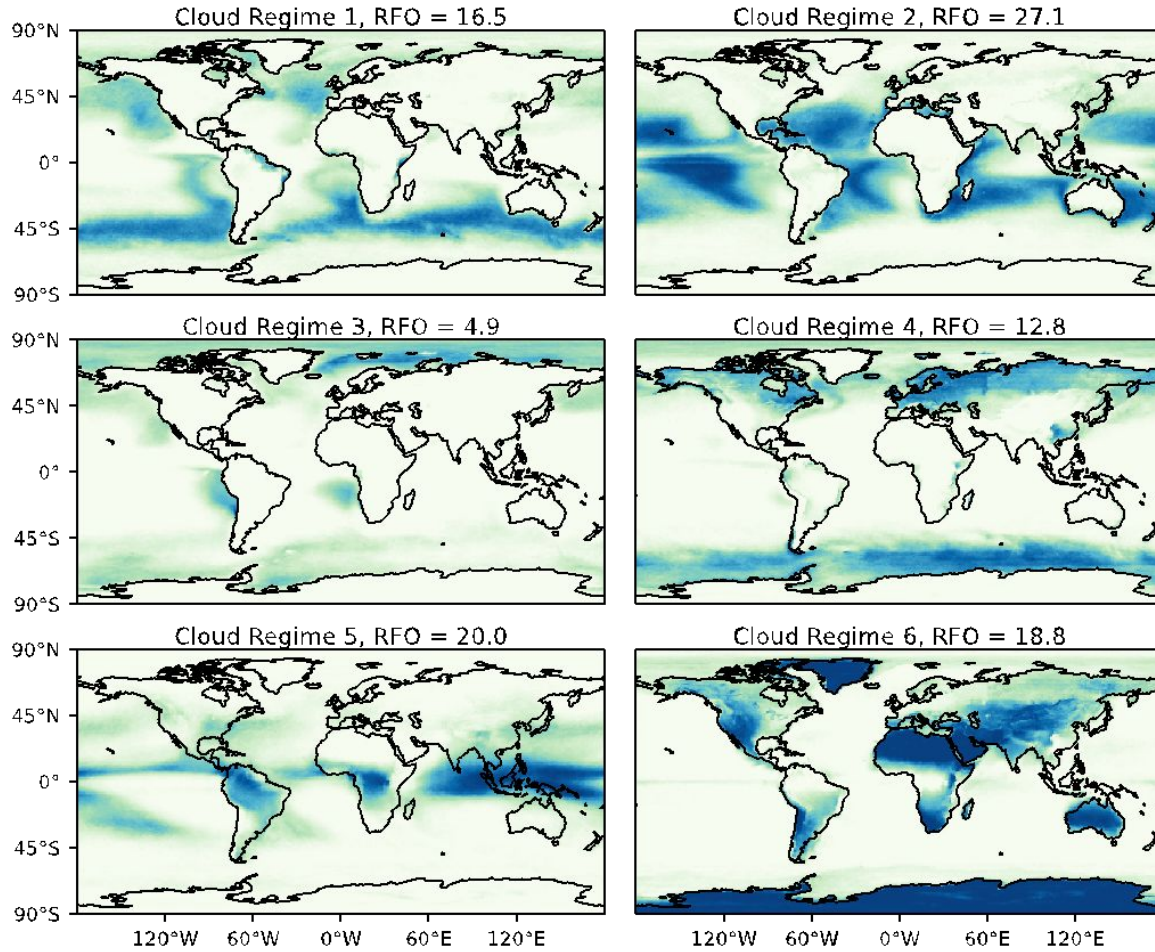 Cloud Regime 1, RFO = 16.5
Cloud Regime 2, RFO = 27.1
90°N
45°N
0°
45°S
90°S
Cloud Regime 3, RFO = 4.9
Cloud Regime 4, RFO = 12.8
90°N
45°N
0°
45°S
90°S
Cloud Regime 5, RFO = 20.0
Cloud Regime 6, RFO = 18.8
90°N
45°N
0°
45°S
90°S
120°W 60°W 0°W 60°E 120°E
120°W 60°W 0°W 60°E 120°E